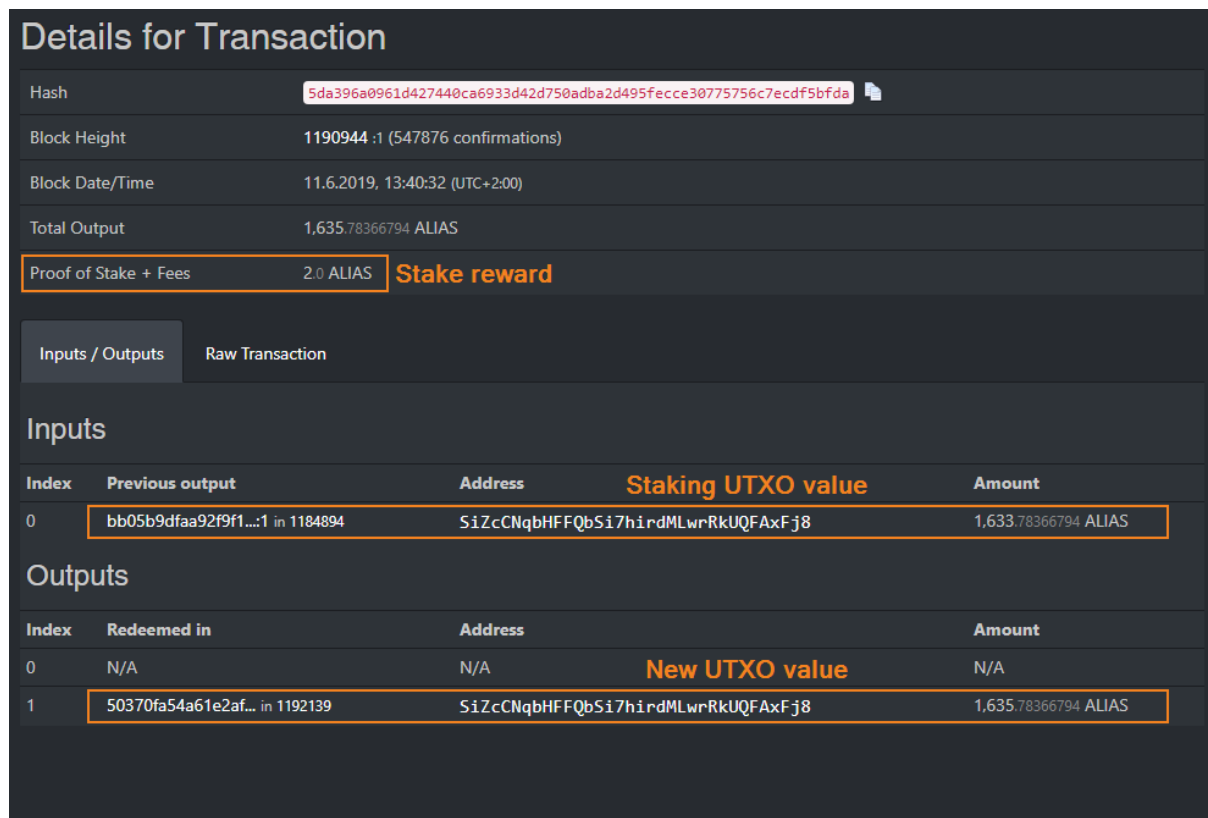 Details for Transaction
Hash 5da396a0961d427440ca6933d42d750adba2d495fecce30775756c7ecdf5bfda
Block Height 1190944 :1 (547876 confirmations)
Block Date/Time 11.6.2019, 13:40:32 (UTC+2:00)
Total Output 1,635.78366794 ALIAS
Proof of Stake + Fees 2.0 ALIAS Stake reward
Inputs / Outputs Raw Transaction
Inputs
Index Previous output Address Staking UTXO value Amount
0 bb05b9dfaa92f9f1...:1 in 1184894 SiZcCNqbHFFQbSi7hirdMLwrRkUQFAxFj8 1,633.78366794 ALIAS
Outputs
Index Redeemed in Address Amount
0 N/A N/A New UTXO value N/A
1 50370fa54a61e2af... in 1192139 SiZcCNqbHFFQbSi7hirdMLwrRkUQFAxFj8 1,635.78366794 ALIAS